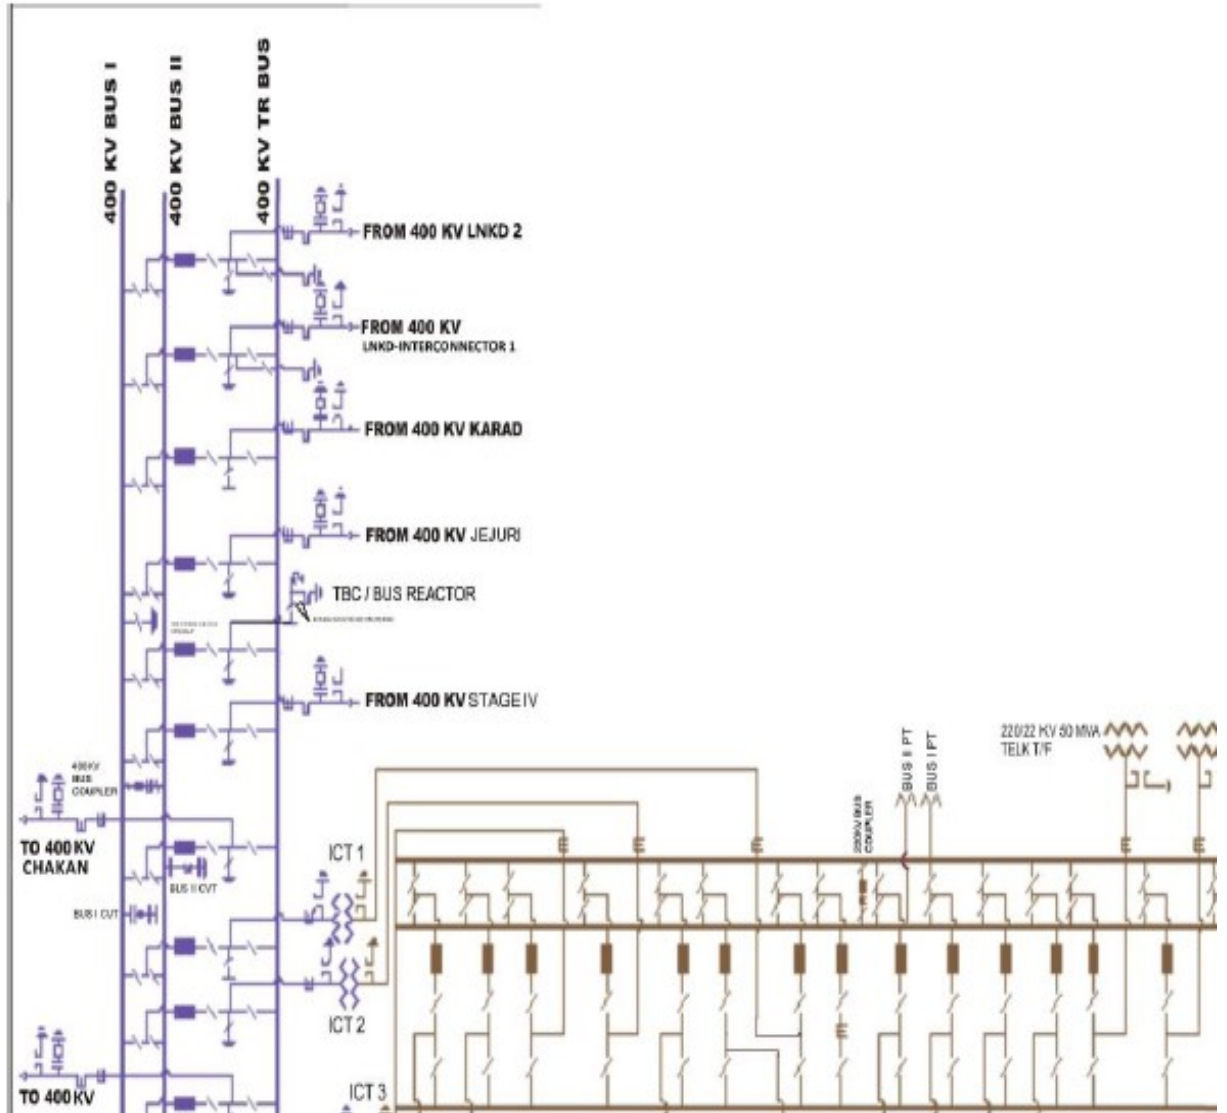 400 KV BUS I
400 KV BUS II
400 KV TR BUS
FROM 400 KV LNKD 2
FROM 400 KV
LNKD-INTERCONNECTOR 1
FROM 400 KV KARAD
FROM 400 KV JEJURI
TBC / BUS REACTOR
FROM 400 KV STAGE IV
400KV
BUS
COUPLER
TO 400 KV
CHAKAN
BUS II CVT
BUS I CVT
ICT 1
ICT 2
ICT 3
TO 400 KV
220KV BUS
COUPLER
BUS II PT
BUS I PT
220/22 KV 50 MVA
TELK T/F